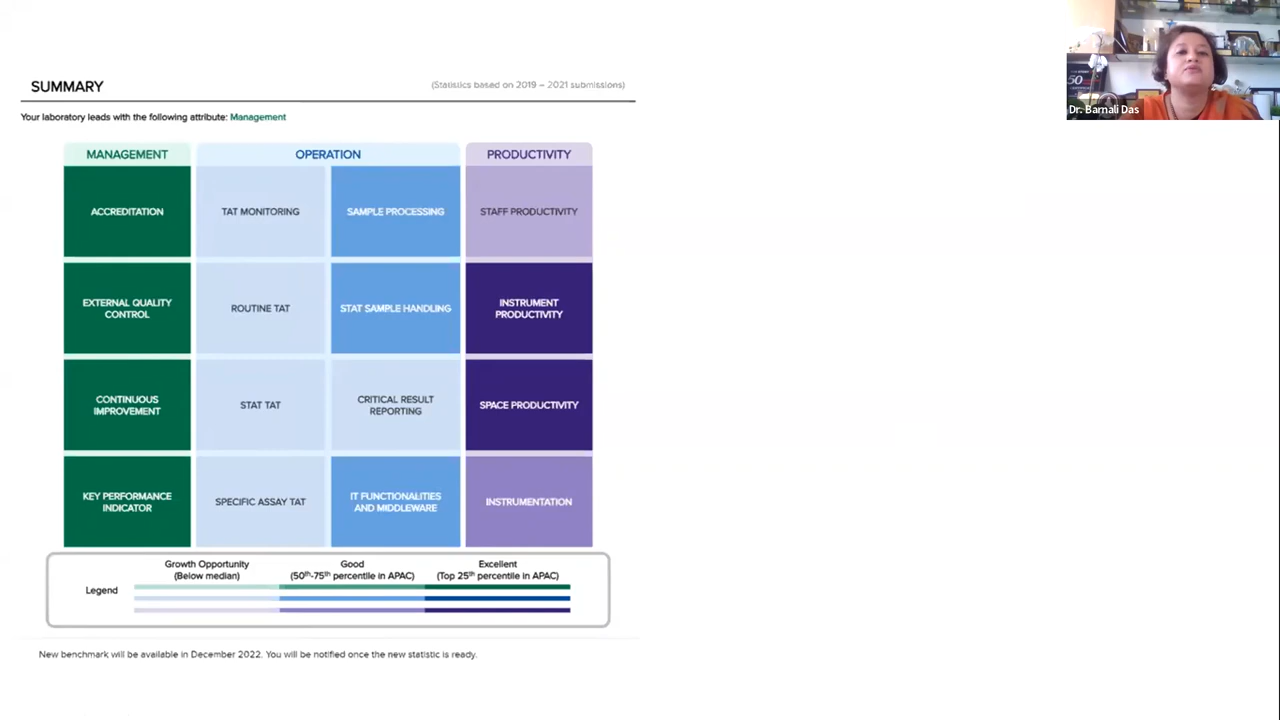 SUMMARY
(Statistics based on 2019 – 2021 submissions)
Your laboratory leads with the following attribute: Management
MANAGEMENT
OPERATION
PRODUCTIVITY
ACCREDITATION
TAT MONITORING
SAMPLE PROCESSING
STAFF PRODUCTIVITY
EXTERNAL QUALITY
CONTROL
ROUTINE TAT
STAT SAMPLE HANDLING
INSTRUMENT
PRODUCTIVITY
CONTINUOUS
IMPROVEMENT
STAT TAT
CRITICAL RESULT
REPORTING
SPACE PRODUCTIVITY
KEY PERFORMANCE
INDICATOR
SPECIFIC ASSAY TAT
IT FUNCTIONALITIES
AND MIDDLEWARE
INSTRUMENTATION
Legend
Growth Opportunity
(Below median)
Good
(50th-75th percentile in APAC)
Excellent
(Top 25th percentile in APAC)
New benchmark will be available in December 2022. You will be notified once the new statistic is ready.
50
Dr. Barnali Das